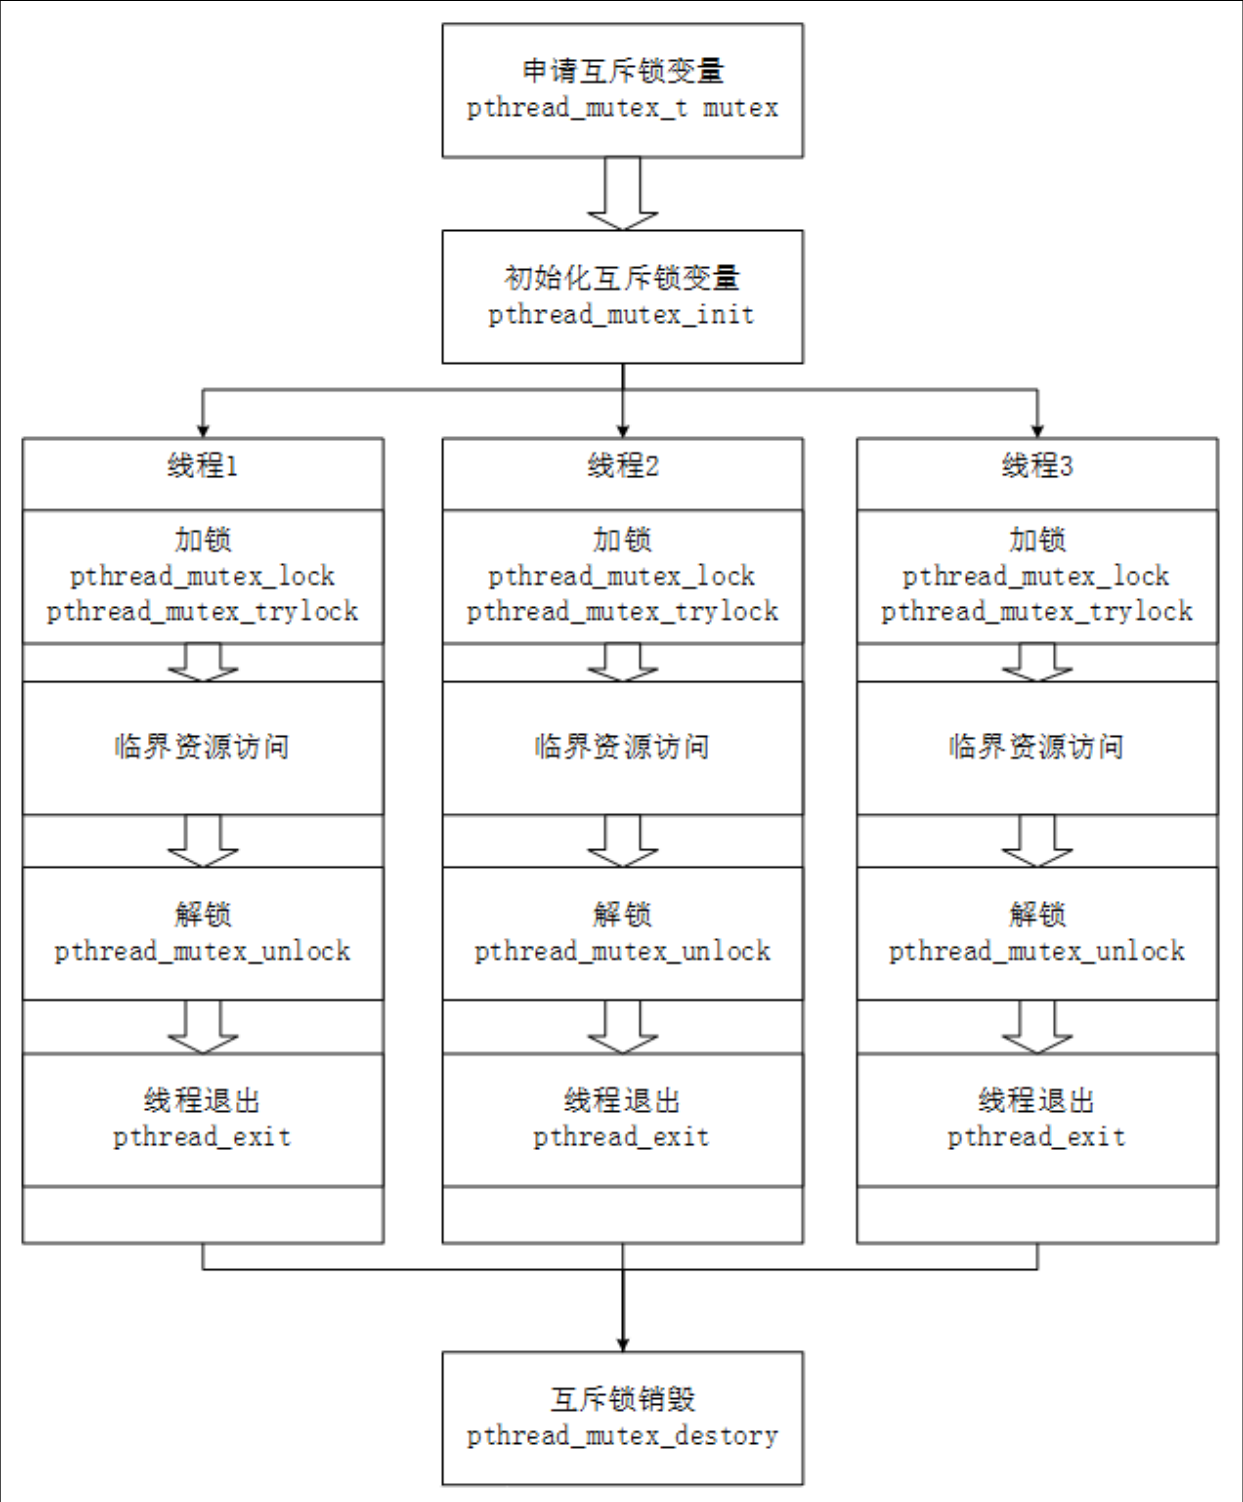 申请互斥锁变量
pthread_mutex_t mutex
初始化互斥锁变量
pthread_mutex_init
线程1
加锁
pthread_mutex_lock
pthread_mutex_trylock
临界资源访问
解锁
pthread_mutex_unlock
线程退出
pthread_exit
线程2
加锁
pthread_mutex_lock
pthread_mutex_trylock
临界资源访问
解锁
pthread_mutex_unlock
线程退出
pthread_exit
线程3
加锁
pthread_mutex_lock
pthread_mutex_trylock
临界资源访问
解锁
pthread_mutex_unlock
线程退出
pthread_exit
互斥锁销毁
pthread_mutex_destory